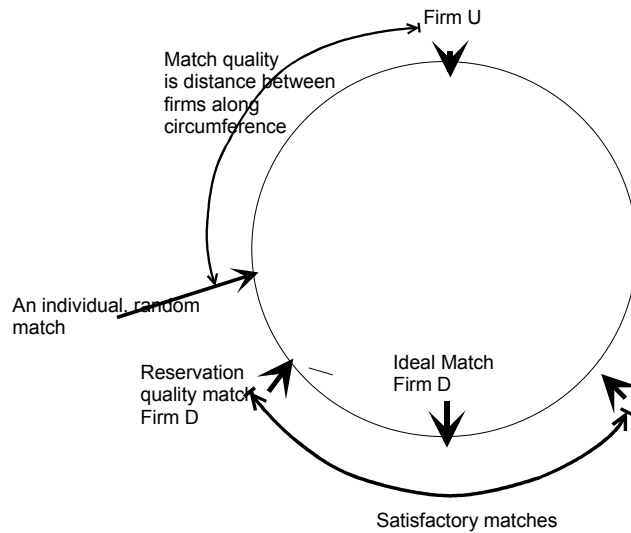 Firm U
Match quality
is distance between
firms along
circumference
An individual, random
match
Reservation
quality match
Firm D
Ideal Match
Firm D
Satisfactory matches